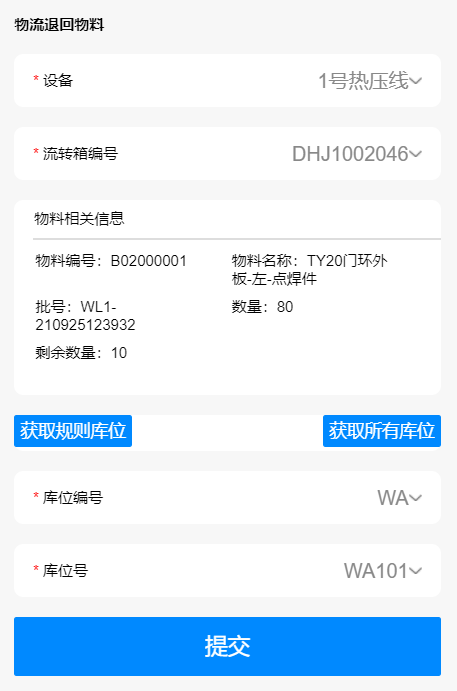 物流退回物料
* 设备 1号热压线
* 流转箱编号 DHJ1002046
物料相关信息
物料编号：B02000001 物料名称：TY20门环外
板-左-点焊件
批号：WL1- 数量：80
210925123932
剩余数量：10
获取规则库位 获取所有库位
* 库位编号 WA
* 库位号 WA101
提交